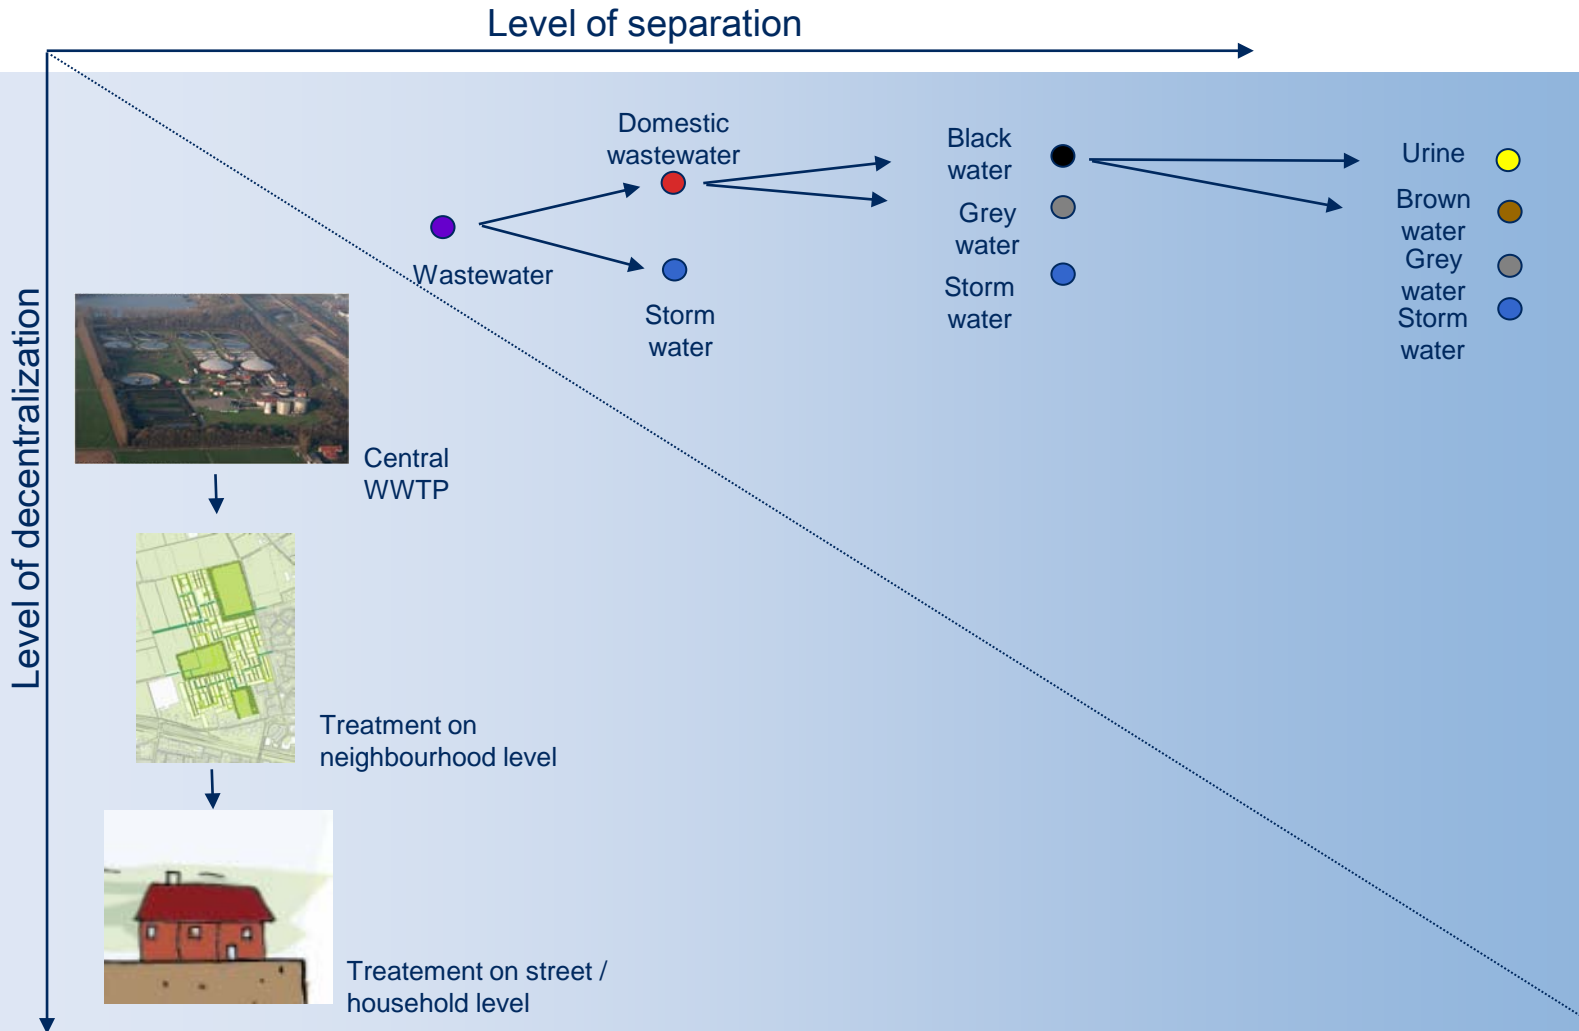 Level of separation
Level of decentralization
Domestic
wastewater
Wastewater
Storm
water
Black
water
Grey
water
Storm
water
Urine
Brown
water
Grey
water
Storm
water
Central
WWTP
Treatment on
neighbourhood level
Treatement on street /
household level